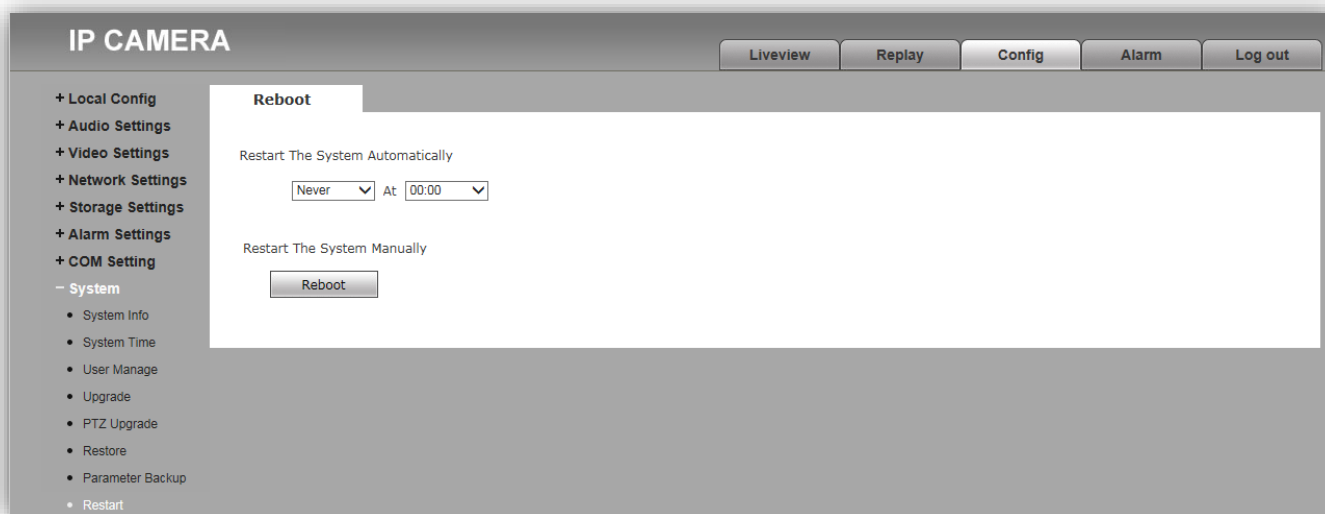 IP CAMERA
Liveview Replay Config Alarm Log out
+ Local Config
+ Audio Settings
+ Video Settings
+ Network Settings
+ Storage Settings
+ Alarm Settings
+ COM Setting
− System
• System Info
• System Time
• User Manage
• Upgrade
• PTZ Upgrade
• Restore
• Parameter Backup
• Restart
Reboot
Restart The System Automatically
Never At 00:00
Restart The System Manually
Reboot